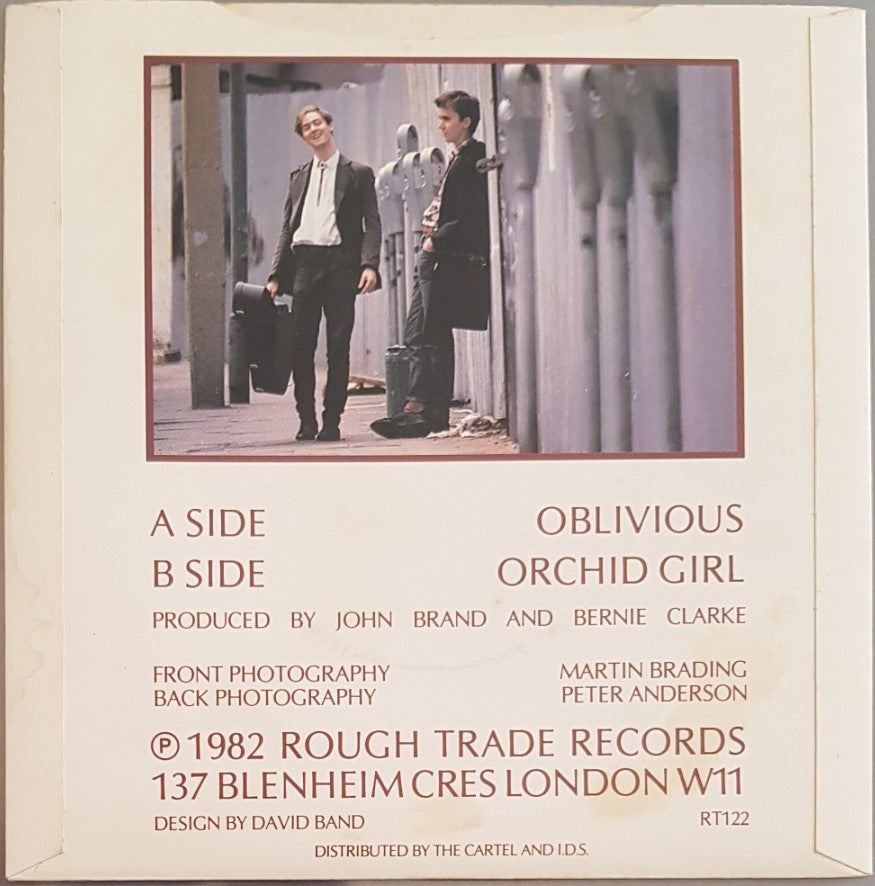 A SIDE OBLIVIOUS
B SIDE ORCHID GIRL
PRODUCED BY JOHN BRAND AND BERNIE CLARKE
FRONT PHOTOGRAPHY MARTIN BRADING
BACK PHOTOGRAPHY PETER ANDERSON
℗ 1982 ROUGH TRADE RECORDS
137 BLENHEIM CRES LONDON W11
DESIGN BY DAVID BAND RT122
DISTRIBUTED BY THE CARTEL AND I.D.S.